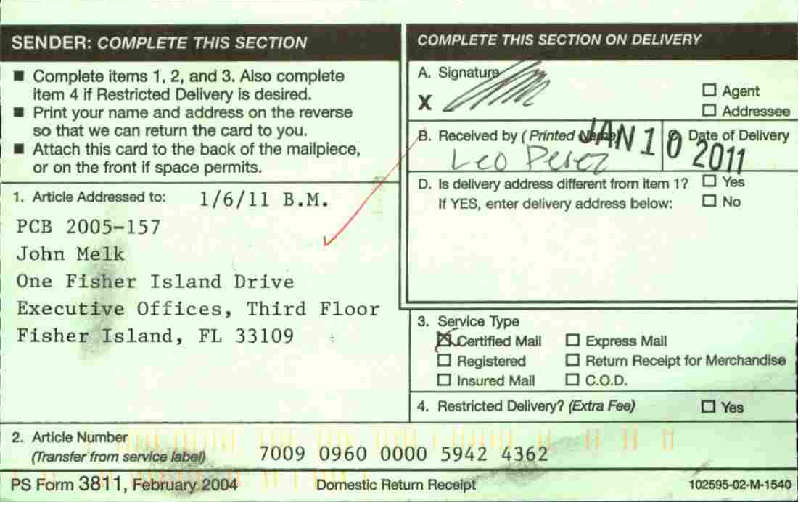 SENDER: COMPLETE THIS SECTION
■ Complete items 1, 2, and 3. Also complete
item 4 if Restricted Delivery is desired.
■ Print your name and address on the reverse
so that we can return the card to you.
■ Attach this card to the back of the mailpiece,
or on the front if space permits.
1. Article Addressed to: 1/6/11 B.M.
PCB 2005-157
John Melk
One Fisher Island Drive
Executive Offices, Third Floor
Fisher Island, FL 33109
2. Article Number
(Transfer from service label) 7009 0960 0000 5942 4362
COMPLETE THIS SECTION ON DELIVERY
A. Signature
X
☐ Agent
☐ Addressee
B. Received by (Printed Name)
Date of Delivery
Leo Perez
JAN 10 2011
D. Is delivery address different from item 1? ☐ Yes
If YES, enter delivery address below: ☐ No
3. Service Type
☒ Certified Mail ☐ Express Mail
☐ Registered ☐ Return Receipt for Merchandise
☐ Insured Mail ☐ C.O.D.
4. Restricted Delivery? (Extra Fee) ☐ Yes
PS Form 3811, February 2004 Domestic Return Receipt 102595-02-M-1540